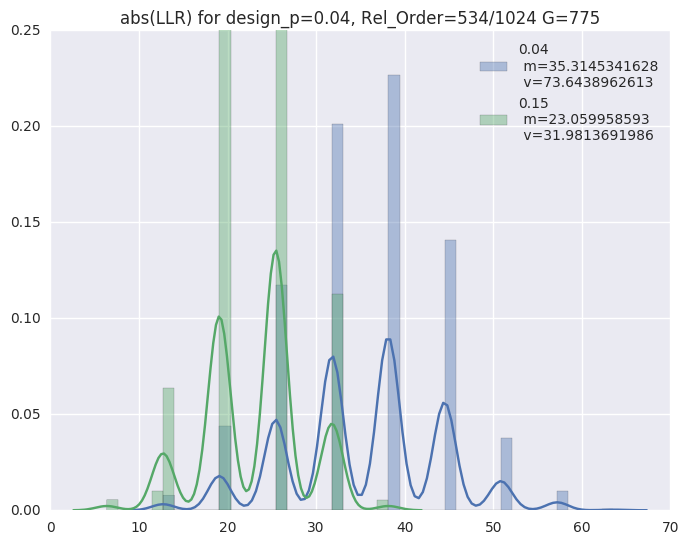 abs(LLR) for design_p=0.04, Rel_Order=534/1024 G=775
0.25
0.20
0.15
0.10
0.05
0.00
0.04
m=35.3145341628
v=73.6438962613
0.15
m=23.059958593
v=31.9813691986
0 10 20 30 40 50 60 70